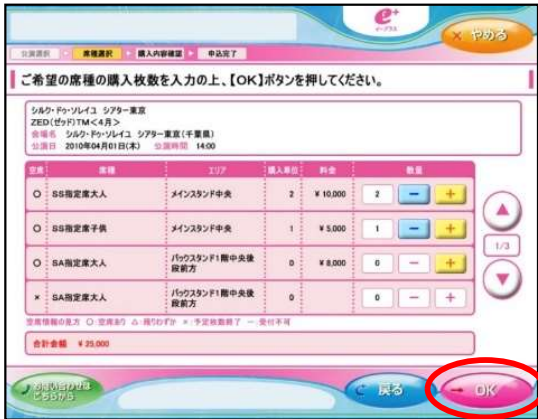 e+
イープラス
× やめる
公演選択 席種選択 購入内容確認 申込完了
ご希望の席種の購入枚数を入力の上、【OK】ボタンを押してください。
シルク・ドゥ・ソレイユ シアター東京
ZED(ゼッド)TM<4月>
会場名 シルク・ドゥ・ソレイユ シアター東京(千葉県)
公演日 2010年04月01日(木) 公演時間 14:00
空席 席種 エリア 購入単位 料金 数量
○ SS指定席大人 メインスタンド中央 2 ¥ 10,000 2 - +
○ SS指定席子供 メインスタンド中央 1 ¥ 5,000 1 - +
○ SA指定席大人 バックスタンド1階中央後段前方 0 ¥ 8,000 0 - +
× SA指定席大人 バックスタンド1階中央後段前方 0 0 - +
1/3
空席情報の見方 ○:空席あり △:残りわずか ×:予定枚数終了 -:受付不可
合計金額 ¥ 25,000
お問い合わせは
こちらから
戻る
→ OK